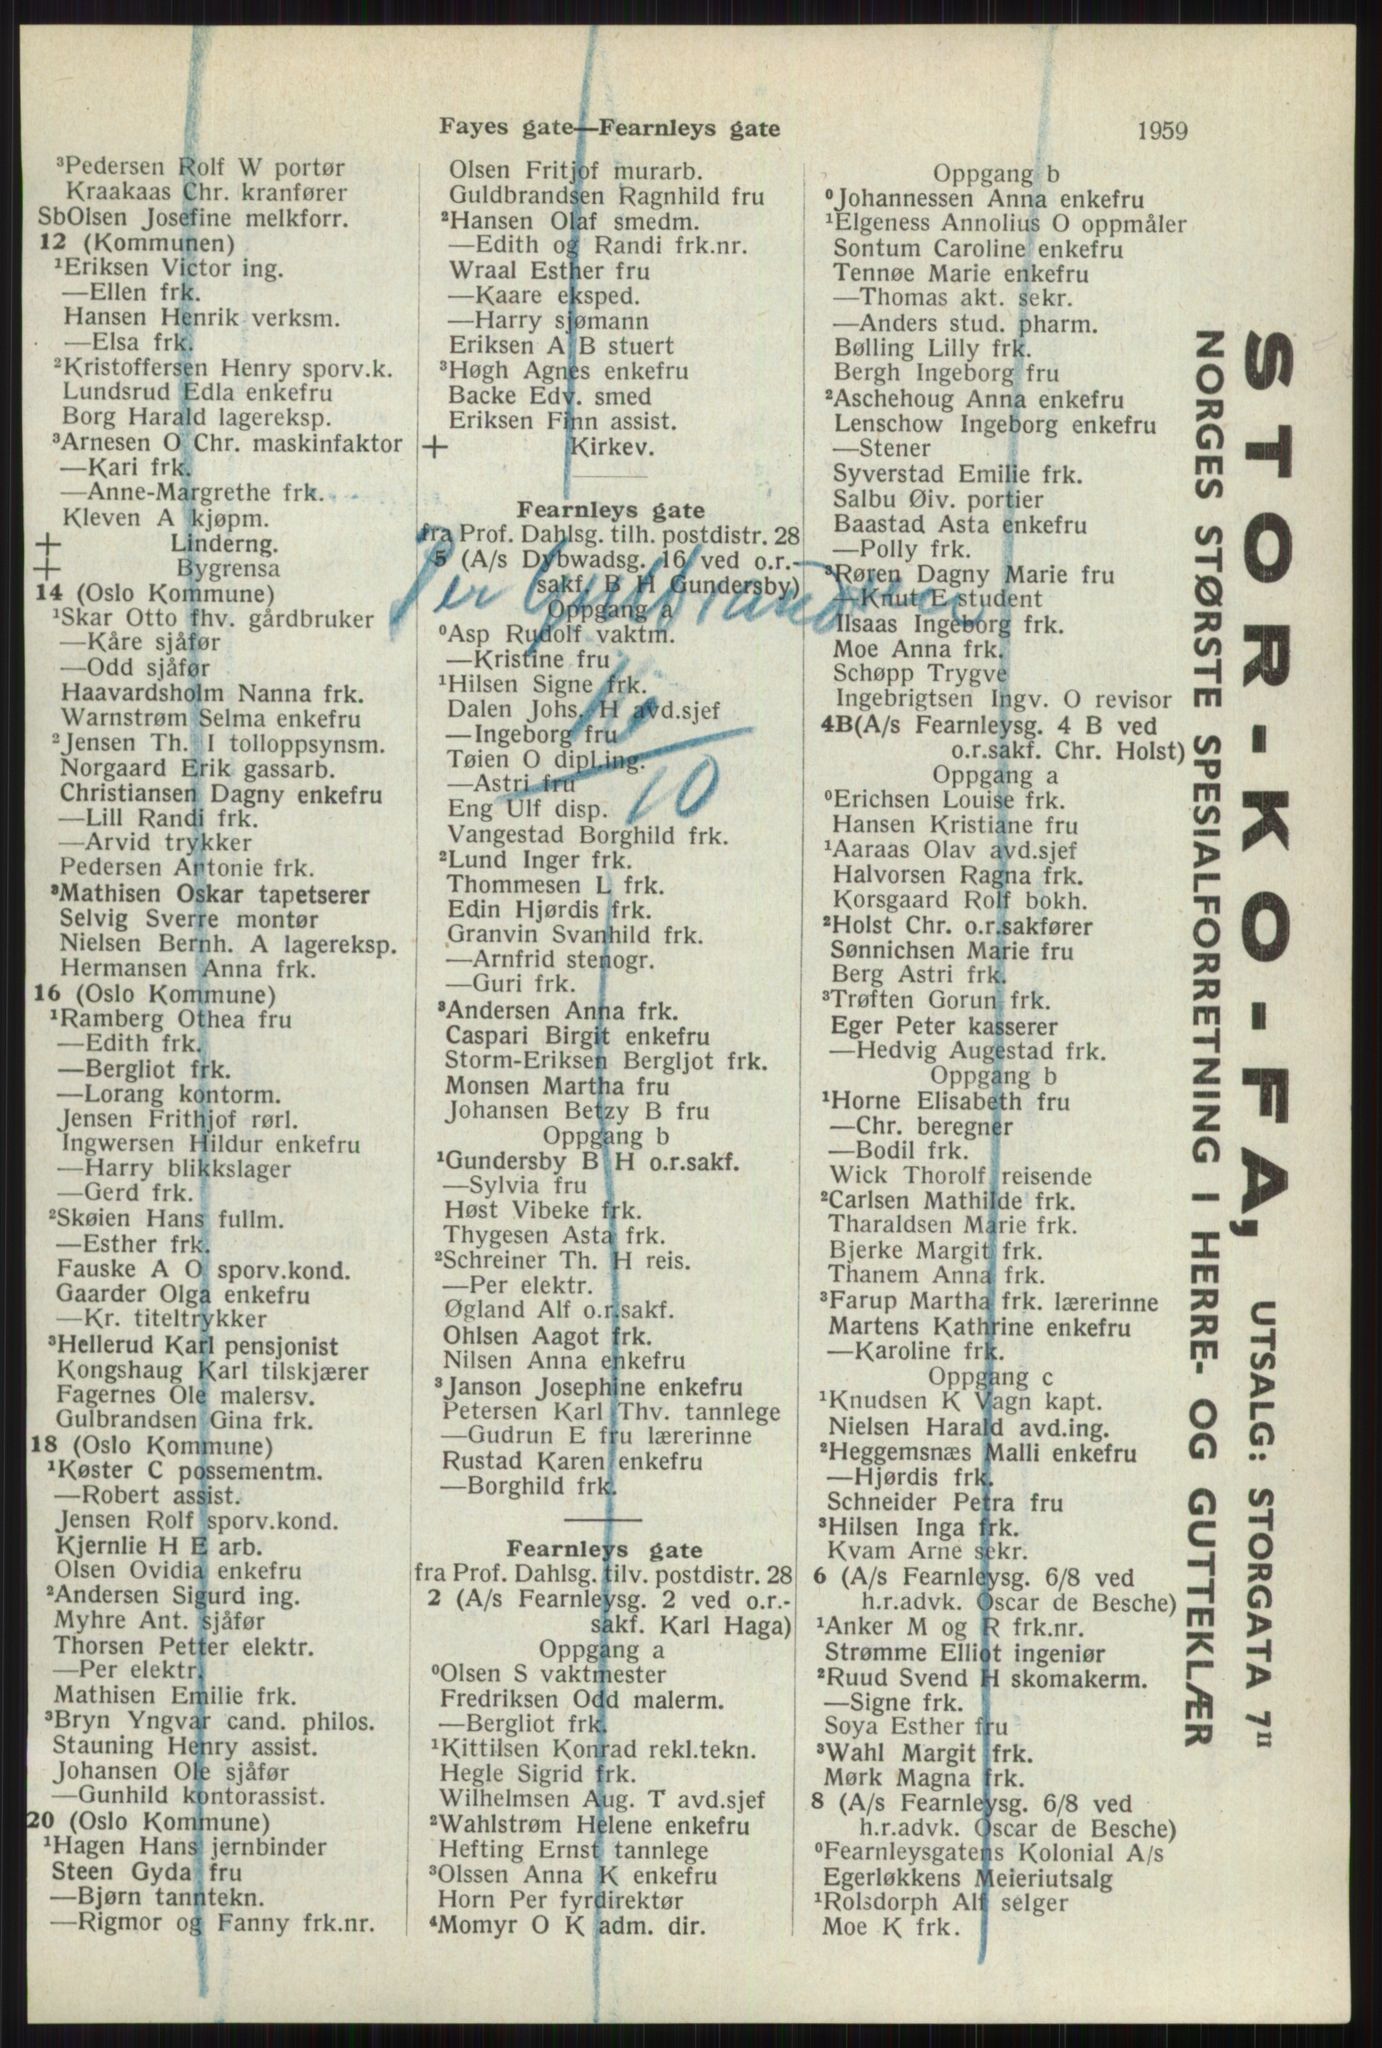 Fayes gate—Fearnleys gate
1959
³Pedersen Rolf W portør
Kraakaas Chr. kranfører
SbOlsen Josefine melkforr.
12 (Kommunen)
¹Eriksen Victor ing.
—Ellen frk.
Hansen Henrik verksm.
—Elsa frk.
²Kristoffersen Henry sporv.k.
Lundsrud Edla enkefru
Borg Harald lagereksp.
³Arnesen O Chr. maskinfaktor
—Kari frk.
—Anne-Margrethe frk.
Kleven A kjøpm.
+ Linderng.
+ Bygrensa
14 (Oslo Kommune)
¹Skar Otto fhv. gårdbruker
—Kåre sjåfør
—Odd sjåfør
Haavardsholm Nanna frk.
Warnstrøm Selma enkefru
²Jensen Th. I tolloppsynsm.
Norgaard Erik gassarb.
Christiansen Dagny enkefru
—Lill Randi frk.
—Arvid trykker
Pedersen Antonie frk.
³Mathisen Oskar tapetserer
Selvig Sverre montør
Nielsen Bernh. A lagereksp.
Hermansen Anna frk.
16 (Oslo Kommune)
¹Ramberg Othea fru
—Edith frk.
—Bergliot frk.
—Lorang kontorm.
Jensen Frithjof rørl.
Ingwersen Hildur enkefru
—Harry blikkslager
—Gerd frk.
²Skøien Hans fullm.
—Esther frk.
Fauske A O sporv.kond.
Gaarder Olga enkefru
—Kr. titeltrykker
³Hellerud Karl pensjonist
Kongshaug Karl tilskjærer
Fagernes Ole malersv.
Gulbrandsen Gina frk.
18 (Oslo Kommune)
¹Køster C possementm.
—Robert assist.
Jensen Rolf sporv.kond.
Kjernlie H E arb.
Olsen Ovidia enkefru
²Andersen Sigurd ing.
Myhre Ant. sjåfør
Thorsen Petter elektr.
—Per elektr.
Mathisen Emilie frk.
³Bryn Yngvar cand. philos.
Stauning Henry assist.
Johansen Ole sjåfør
—Gunhild kontorassist.
20 (Oslo Kommune)
¹Hagen Hans jernbinder
Steen Gyda fru
—Bjørn tanntekn.
—Rigmor og Fanny frk.nr.
Olsen Fritjof murarb.
Guldbrandsen Ragnhild fru
²Hansen Olaf smedm.
—Edith og Randi frk.nr.
Wraal Esther fru
—Kaare eksped.
—Harry sjømann
Eriksen A B stuert
³Høgh Agnes enkefru
Backe Edv. smed
Eriksen Finn assist.
+ Kirkev.
Fearnleys gate
fra Prof. Dahlsg. tilh. postdistr. 28
5 (A/s Dybwadsg. 16 ved o.r.-
sakf. B H Gundersby)
Oppgang a
⁰Asp Rudolf vaktm.
—Kristine fru
¹Hilsen Signe frk.
Dalen Johs. H avd.sjef
—Ingeborg fru
Tøien O dipl.ing.
—Astri fru
Eng Ulf disp.
Vangestad Borghild frk.
²Lund Inger frk.
Thommesen L frk.
Edin Hjørdis frk.
Granvin Svanhild frk.
—Arnfrid stenogr.
—Guri frk.
³Andersen Anna frk.
Caspari Birgit enkefru
Storm-Eriksen Bergljot frk.
Monsen Martha fru
Johansen Betzy B fru
Oppgang b
¹Gundersby B H o.r.sakf.
—Sylvia fru
Høst Vibeke frk.
Thygesen Asta frk.
²Schreiner Th. H reis.
—Per elektr.
Øgland Alf o.r.sakf.
Ohlsen Aagot frk.
Nilsen Anna enkefru
³Janson Josephine enkefru
Petersen Karl Thv. tannlege
—Gudrun E fru lærerinne
Rustad Karen enkefru
—Borghild frk.
Fearnleys gate
fra Prof. Dahlsg. tilv. postdistr. 28
2 (A/s Fearnleysg. 2 ved o.r.-
sakf. Karl Haga)
Oppgang a
⁰Olsen S vaktmester
Fredriksen Odd malerm.
—Bergliot frk.
¹Kittilsen Konrad rekl.tekn.
Hegle Sigrid frk.
Wilhelmsen Aug. T avd.sjef
²Wahlstrøm Helene enkefru
Hefting Ernst tannlege
³Olssen Anna K enkefru
Horn Per fyrdirektør
⁴Momyr O K adm. dir.
Oppgang b
⁰Johannessen Anna enkefru
¹Elgeness Annolius O oppmåler
Sontum Caroline enkefru
Tennøe Marie enkefru
—Thomas akt. sekr.
—Anders stud. pharm.
Bølling Lilly frk.
Bergh Ingeborg fru
²Aschehoug Anna enkefru
Lenschow Ingeborg enkefru
—Stener
Syverstad Emilie frk.
Salbu Øiv. portier
Baastad Asta enkefru
—Polly frk.
³Røren Dagny Marie fru
—Knut E student
Ilsaas Ingeborg frk.
Moe Anna frk.
Schøpp Trygve
Ingebrigtsen Ingv. O revisor
4B(A/s Fearnleysg. 4 B ved
o.r.sakf. Chr. Holst)
Oppgang a
⁰Erichsen Louise frk.
Hansen Kristiane fru
¹Aaraas Olav avd.sjef
Halvorsen Ragna frk.
Korsgaard Rolf bokh.
²Holst Chr. o.r.sakfører
Sønnichsen Marie fru
Berg Astri frk.
³Trøften Gorun frk.
Eger Peter kasserer
—Hedvig Augestad frk.
Oppgang b
¹Horne Elisabeth fru
—Chr. beregner
—Bodil frk.
Wick Thorolf reisende
²Carlsen Mathilde frk.
Tharaldsen Marie frk.
Bjerke Margit frk.
Thanem Anna frk.
³Farup Martha frk. lærerinne
Martens Kathrine enkefru
—Karoline frk.
Oppgang c
¹Knudsen K Vagn kapt.
Nielsen Harald avd.ing.
²Heggemsnæs Malli enkefru
—Hjørdis frk.
Schneider Petra fru
³Hilsen Inga frk.
Kvam Arne sekr.
6 (A/s Fearnleysg. 6/8 ved
h.r.advk. Oscar de Besche)
¹Anker M og R frk.nr.
Strømme Elliot ingeniør
²Ruud Svend H skomakerm.
—Signe frk.
Soya Esther fru
³Wahl Margit frk.
Mørk Magna frk.
8 (A/s Fearnleysg. 6/8 ved
h.r.advk. Oscar de Besche)
⁰Fearnleysgatens Kolonial A/s
Egerløkkens Meieriutsalg
¹Rolsdorph Alf selger
Moe K frk.
Per Gulbrandsen
10
STOR-KO-FA, UTSALG: STORGATA 7"
NORGES STØRSTE SPESIALFORRETNING I HERRE- OG GUTTEKLÆR